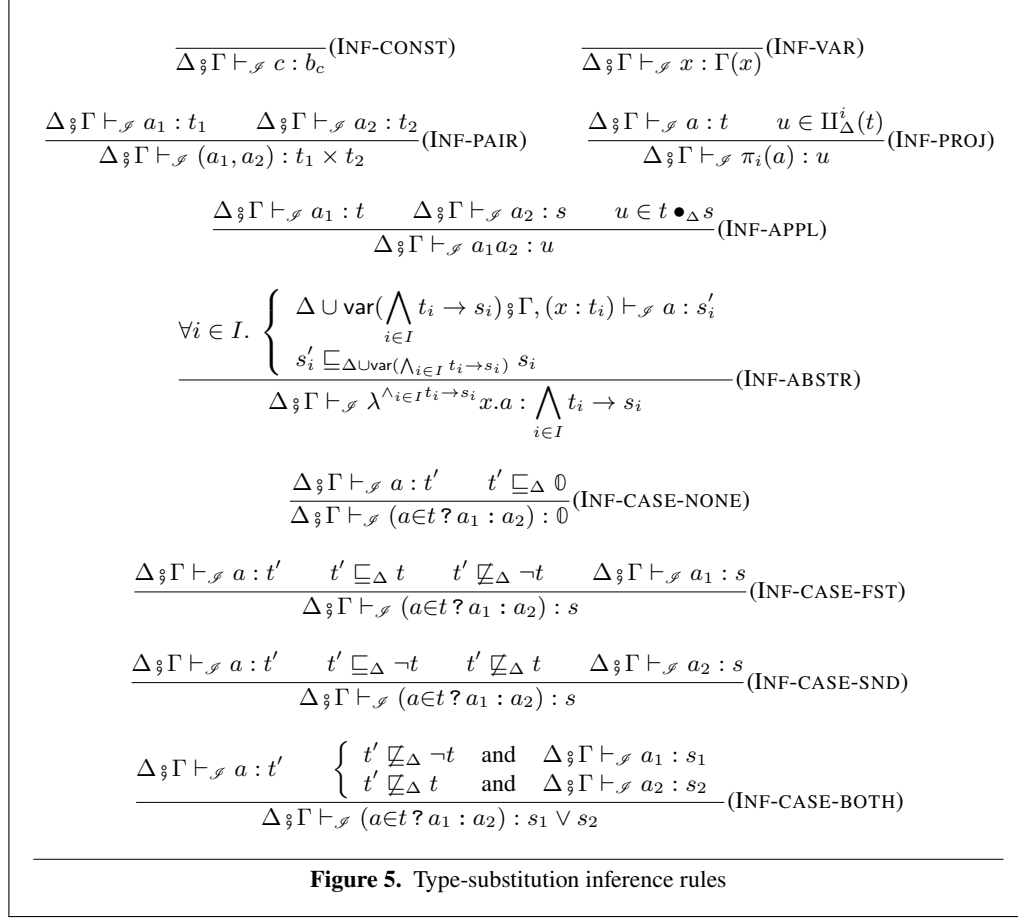 Δ ⨟ Γ ⊢𝓘 c : b_c (INF-CONST)    Δ ⨟ Γ ⊢𝓘 x : Γ(x) (INF-VAR)
Δ ⨟ Γ ⊢𝓘 a₁ : t₁    Δ ⨟ Γ ⊢𝓘 a₂ : t₂
Δ ⨟ Γ ⊢𝓘 (a₁, a₂) : t₁ × t₂ (INF-PAIR)
Δ ⨟ Γ ⊢𝓘 a : t    u ∈ ∐ⁱ_Δ(t)
Δ ⨟ Γ ⊢𝓘 πᵢ(a) : u (INF-PROJ)
Δ ⨟ Γ ⊢𝓘 a₁ : t    Δ ⨟ Γ ⊢𝓘 a₂ : s    u ∈ t •_Δ s
Δ ⨟ Γ ⊢𝓘 a₁a₂ : u (INF-APPL)
∀i ∈ I. { Δ ∪ var(⋀_{i∈I} tᵢ → sᵢ) ⨟ Γ, (x : tᵢ) ⊢𝓘 a : s′ᵢ
s′ᵢ ⊑_{Δ∪var(⋀_{i∈I} tᵢ→sᵢ)} sᵢ
Δ ⨟ Γ ⊢𝓘 λ^{∧_{i∈I} tᵢ→sᵢ}x.a : ⋀_{i∈I} tᵢ → sᵢ (INF-ABSTR)
Δ ⨟ Γ ⊢𝓘 a : t′    t′ ⊑_Δ 𝟘
Δ ⨟ Γ ⊢𝓘 (a∈t ? a₁ : a₂) : 𝟘 (INF-CASE-NONE)
Δ ⨟ Γ ⊢𝓘 a : t′    t′ ⊑_Δ t    t′ ⋢_Δ ¬t    Δ ⨟ Γ ⊢𝓘 a₁ : s
Δ ⨟ Γ ⊢𝓘 (a∈t ? a₁ : a₂) : s (INF-CASE-FST)
Δ ⨟ Γ ⊢𝓘 a : t′    t′ ⊑_Δ ¬t    t′ ⋢_Δ t    Δ ⨟ Γ ⊢𝓘 a₂ : s
Δ ⨟ Γ ⊢𝓘 (a∈t ? a₁ : a₂) : s (INF-CASE-SND)
Δ ⨟ Γ ⊢𝓘 a : t′    { t′ ⋢_Δ ¬t and Δ ⨟ Γ ⊢𝓘 a₁ : s₁
t′ ⋢_Δ t and Δ ⨟ Γ ⊢𝓘 a₂ : s₂
Δ ⨟ Γ ⊢𝓘 (a∈t ? a₁ : a₂) : s₁ ∨ s₂ (INF-CASE-BOTH)
Figure 5. Type-substitution inference rules